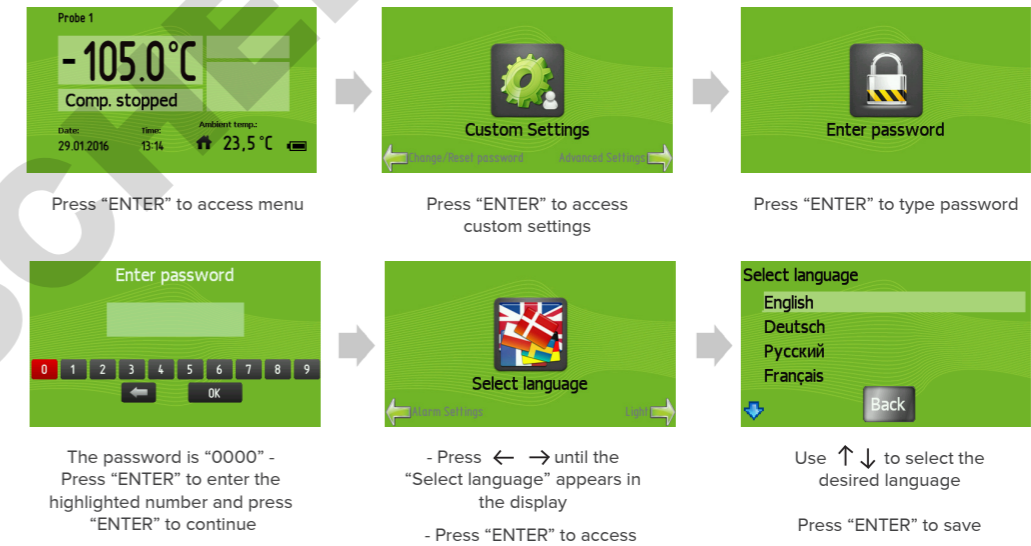 Probe 1
- 105.0°C
Comp. stopped
Date:
Time:
Ambient temp.:
29.01.2016
13:14
23,5 °C
Press “ENTER” to access menu
Custom Settings
Change/Reset password
Advanced Settings
Press “ENTER” to access
custom settings
Enter password
Press “ENTER” to type password
Enter password
0 1 2 3 4 5 6 7 8 9
OK
The password is “0000” -
Press “ENTER” to enter the
highlighted number and press
“ENTER” to continue
Select language
Alarm Settings
Light
- Press ← → until the
“Select language” appears in
the display
- Press “ENTER” to access
Select language
English
Deutsch
Русский
Français
Back
Use ↑ ↓ to select the
desired language
Press “ENTER” to save